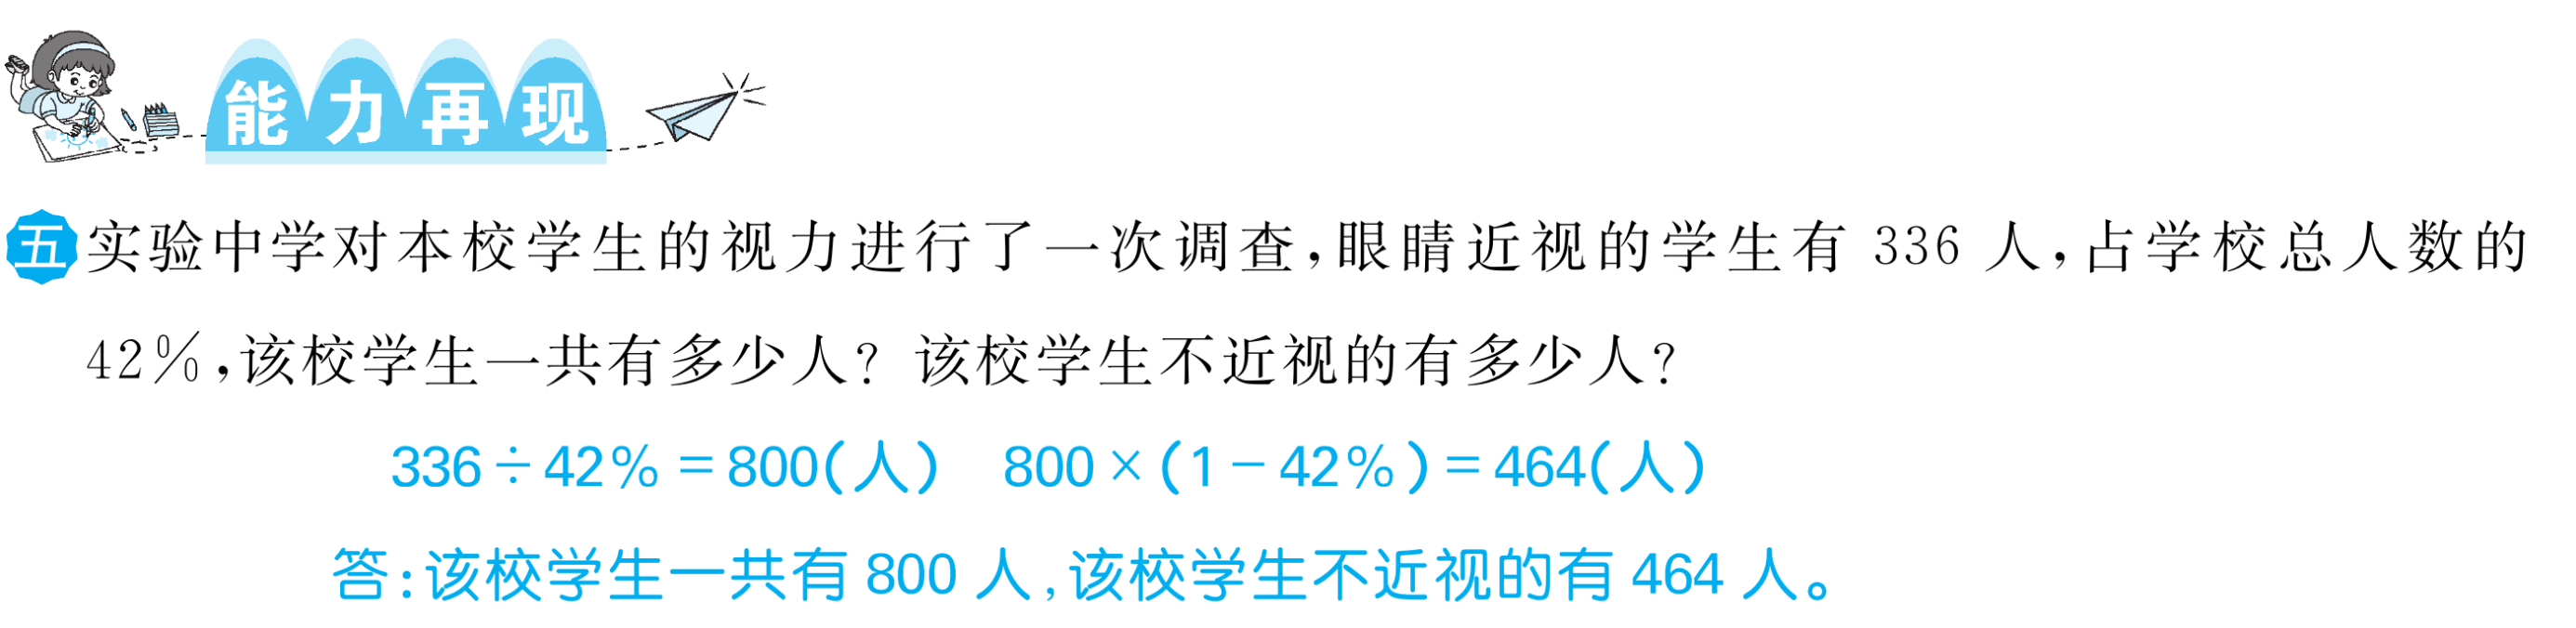 能力再现
五 实验中学对本校学生的视力进行了一次调查,眼睛近视的学生有 336 人,占学校总人数的
42%,该校学生一共有多少人? 该校学生不近视的有多少人?
336÷42%=800(人) 800×(1-42%)=464(人)
答:该校学生一共有 800 人,该校学生不近视的有 464 人。